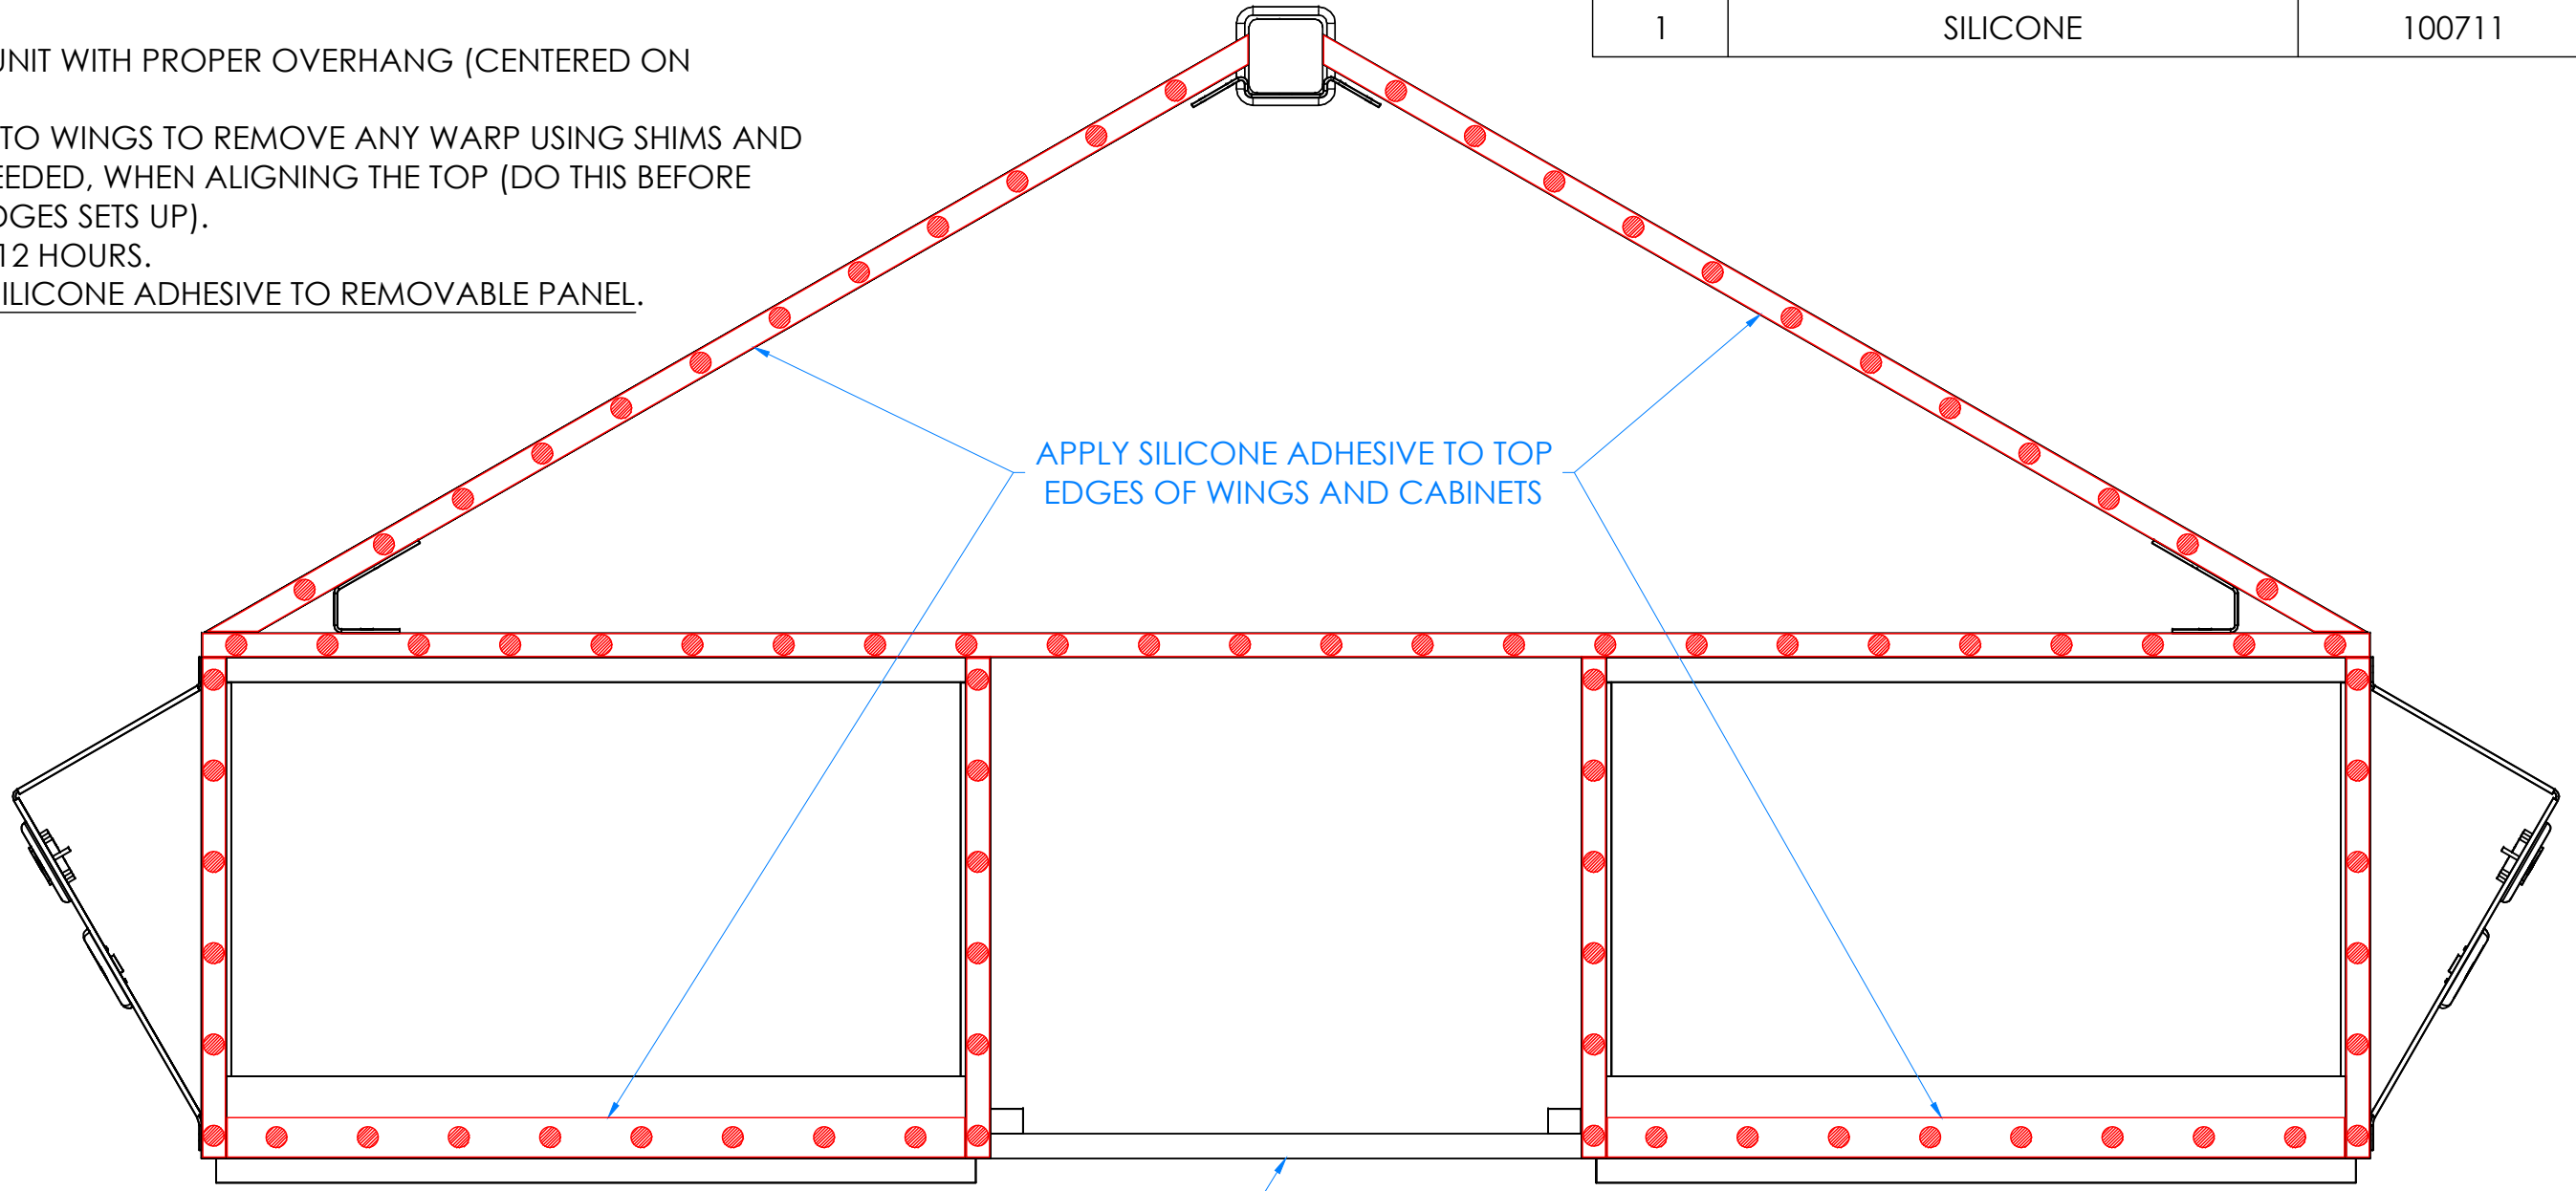 1 SILICONE 100711
UNIT WITH PROPER OVERHANG (CENTERED ON
TO WINGS TO REMOVE ANY WARP USING SHIMS AND
EEDED, WHEN ALIGNING THE TOP (DO THIS BEFORE
DGES SETS UP).
12 HOURS.
ILICONE ADHESIVE TO REMOVABLE PANEL.
APPLY SILICONE ADHESIVE TO TOP
EDGES OF WINGS AND CABINETS